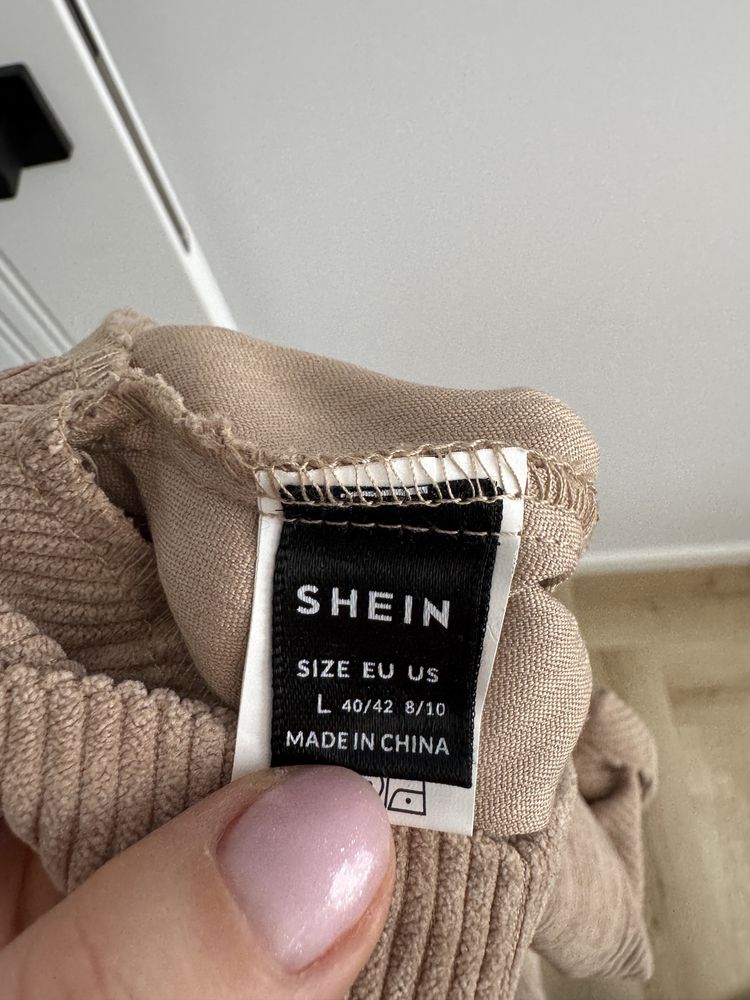 SHEIN
SIZE EU US
L 40/42 8/10
MADE IN CHINA